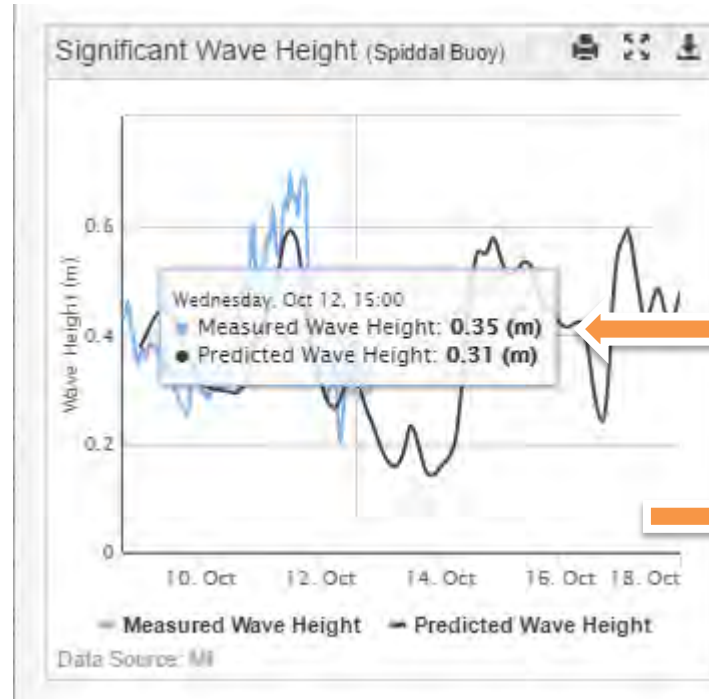 Significant Wave Height (Spiddal Buoy)
Wave Height (m)
0.6
0.4
0.2
0
Wednesday, Oct 12, 15:00
Measured Wave Height: 0.35 (m)
Predicted Wave Height: 0.31 (m)
10. Oct 12. Oct 14. Oct 16. Oct 18. Oct
Measured Wave Height Predicted Wave Height
Data Source: MI